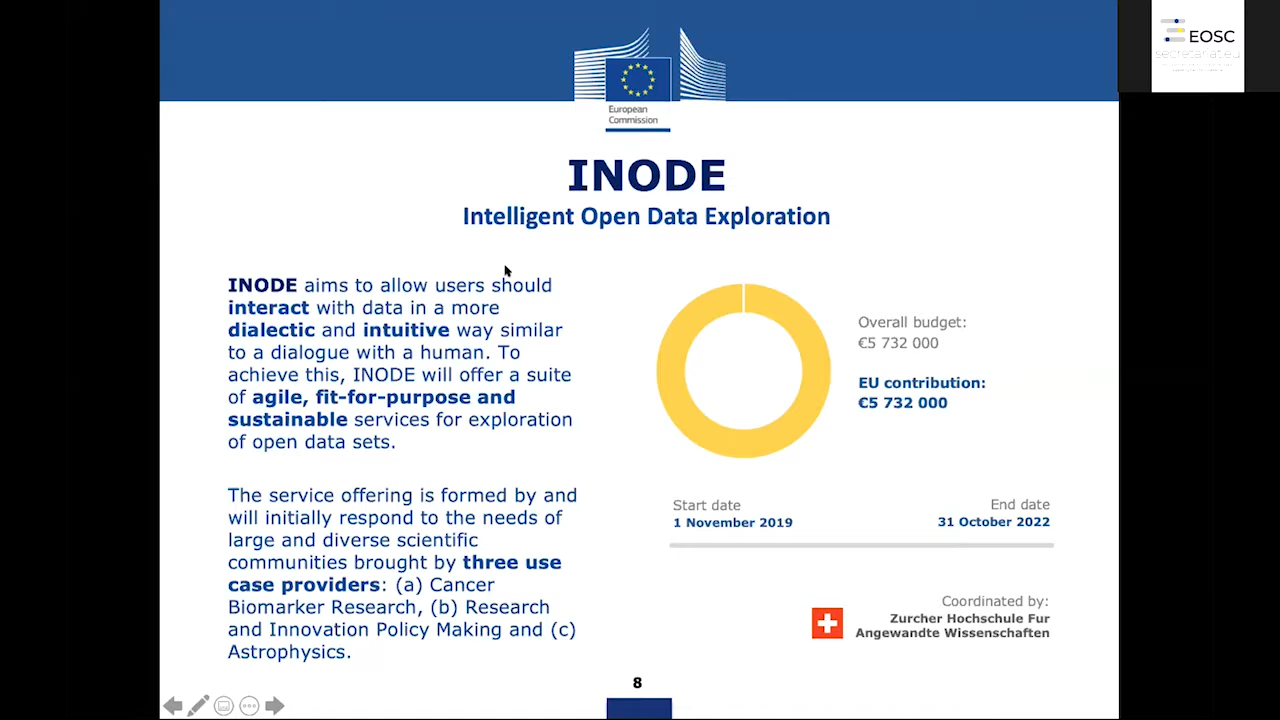 EOSC
European
Commission
INODE
Intelligent Open Data Exploration
INODE aims to allow users should
interact with data in a more
dialectic and intuitive way similar
to a dialogue with a human. To
achieve this, INODE will offer a suite
of agile, fit-for-purpose and
sustainable services for exploration
of open data sets.
The service offering is formed by and
will initially respond to the needs of
large and diverse scientific
communities brought by three use
case providers: (a) Cancer
Biomarker Research, (b) Research
and Innovation Policy Making and (c)
Astrophysics.
Overall budget:
€5 732 000
EU contribution:
€5 732 000
Start date
1 November 2019
End date
31 October 2022
Coordinated by:
Zurcher Hochschule Fur
Angewandte Wissenschaften
8